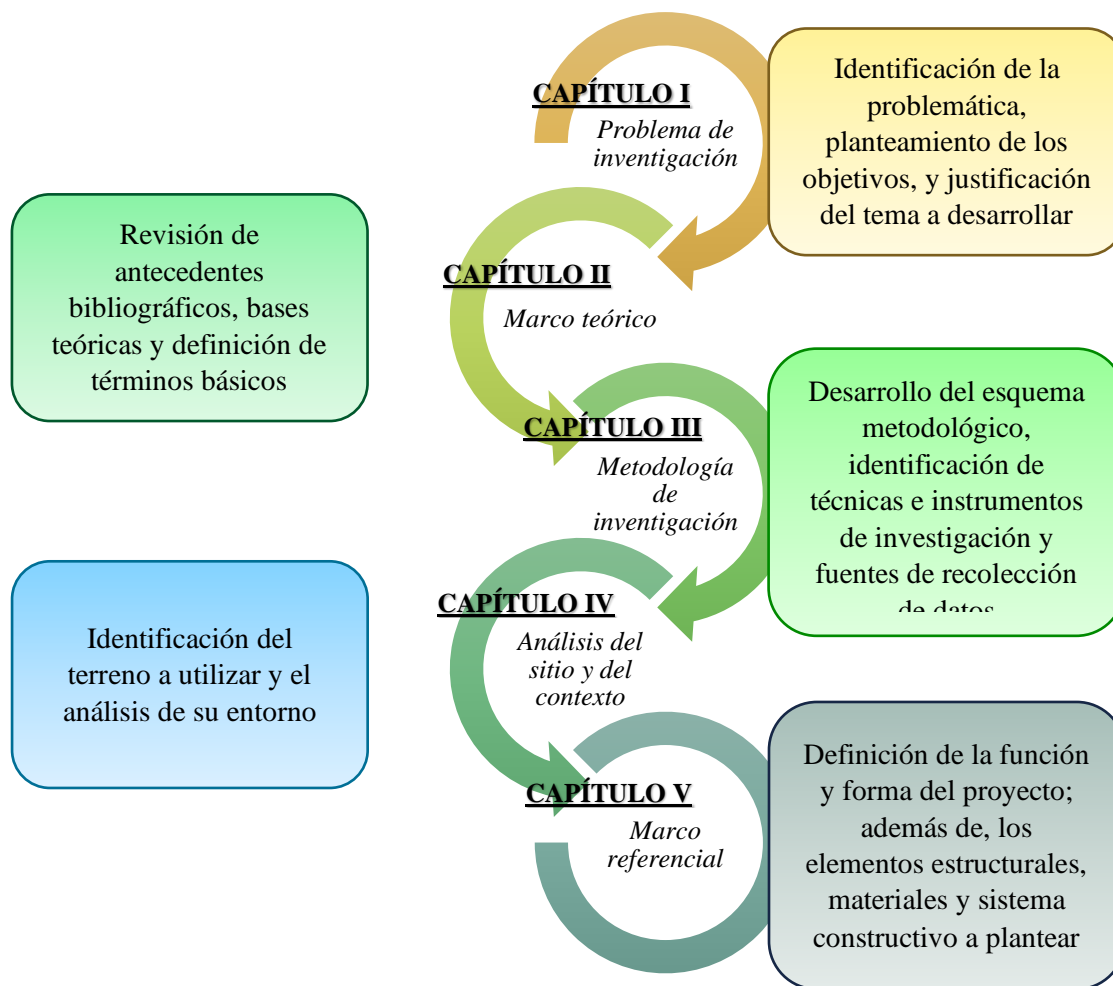 CAPÍTULO I
Problema de
inventigación
Identificación de la
problemática,
planteamiento de los
objetivos, y justificación
del tema a desarrollar
Revisión de
antecedentes
bibliográficos, bases
teóricas y definición de
términos básicos
CAPÍTULO II
Marco teórico
CAPÍTULO III
Metodología
de
inventigación
Desarrollo del esquema
metodológico,
identificación de
técnicas e instrumentos
de investigación y
fuentes de recolección
de datos
Identificación del
terreno a utilizar y el
análisis de su entorno
CAPÍTULO IV
Análisis del
sitio y del
contexto
CAPÍTULO V
Marco
referencial
Definición de la función
y forma del proyecto;
además de, los
elementos estructurales,
materiales y sistema
constructivo a plantear